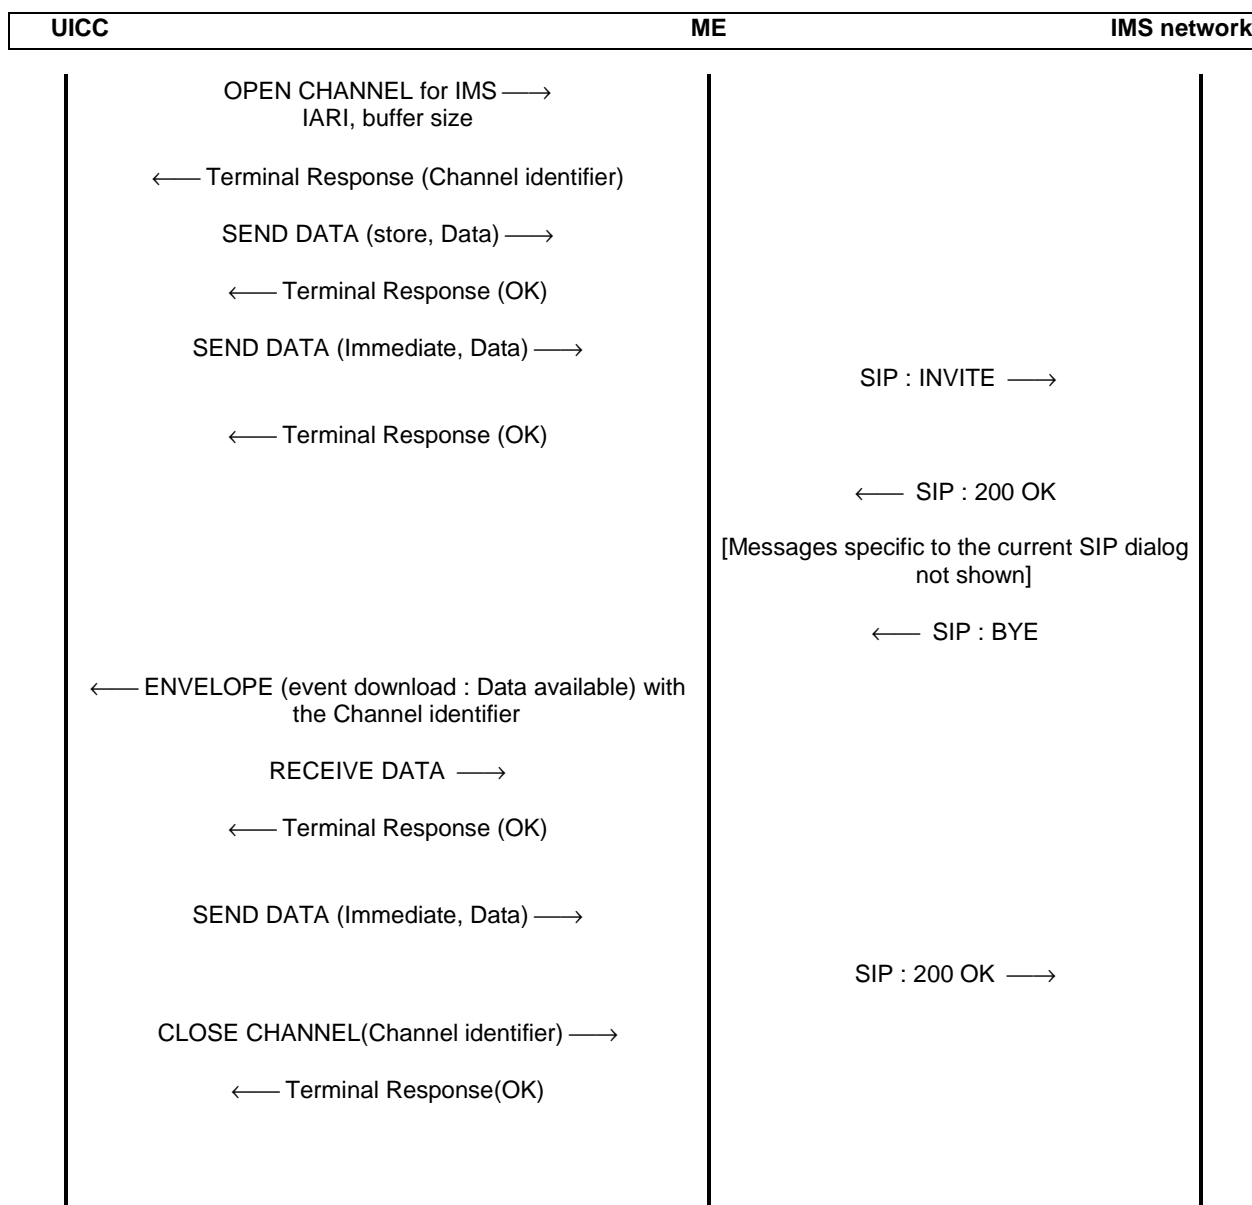 UICC ME IMS network
OPEN CHANNEL for IMS ⟶
IARI, buffer size
⟵ Terminal Response (Channel identifier)
SEND DATA (store, Data) ⟶
⟵ Terminal Response (OK)
SEND DATA (Immediate, Data) ⟶
SIP : INVITE ⟶
⟵ Terminal Response (OK)
⟵ SIP : 200 OK
[Messages specific to the current SIP dialog
not shown]
⟵ SIP : BYE
⟵ ENVELOPE (event download : Data available) with
the Channel identifier
RECEIVE DATA ⟶
⟵ Terminal Response (OK)
SEND DATA (Immediate, Data) ⟶
SIP : 200 OK ⟶
CLOSE CHANNEL(Channel identifier) ⟶
⟵ Terminal Response(OK)